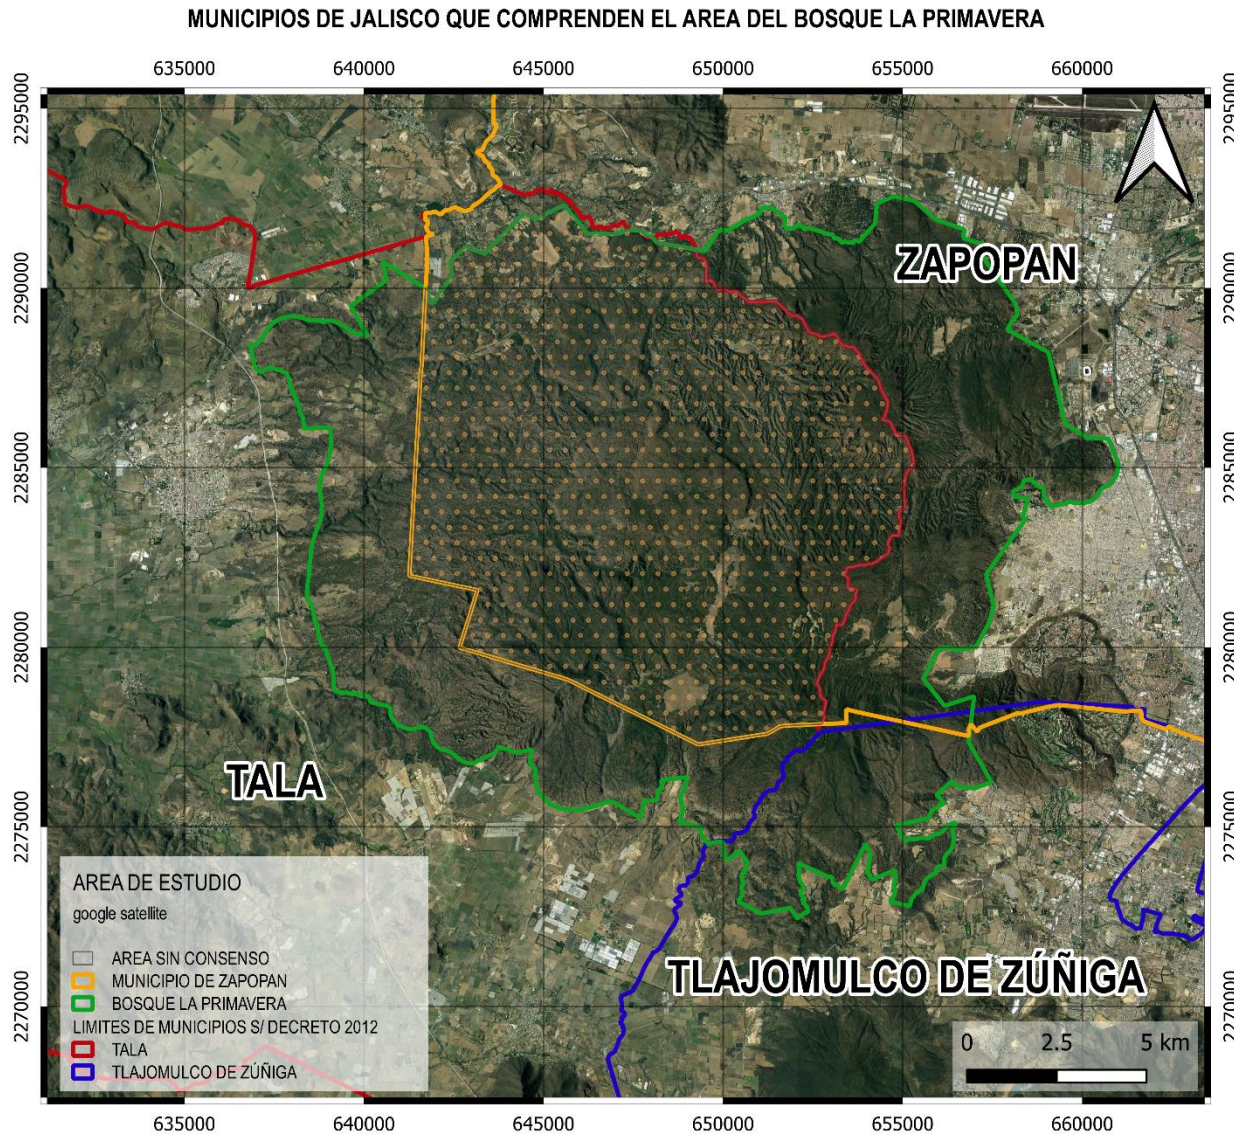 MUNICIPIOS DE JALISCO QUE COMPRENDEN EL AREA DEL BOSQUE LA PRIMAVERA
635000 640000 645000 650000 655000 660000
2295000 2295000
ZAPOPAN
2290000 2290000
2285000 2285000
2280000 2280000
TALA
2275000 2275000
TLAJOMULCO DE ZÚÑIGA
2270000 2270000
AREA DE ESTUDIO
google satellite
AREA SIN CONSENSO
MUNICIPIO DE ZAPOPAN
BOSQUE LA PRIMAVERA
LIMITES DE MUNICIPIOS S/ DECRETO 2012
TALA
TLAJOMULCO DE ZÚÑIGA
0 2.5 5 km
635000 640000 645000 650000 655000 660000